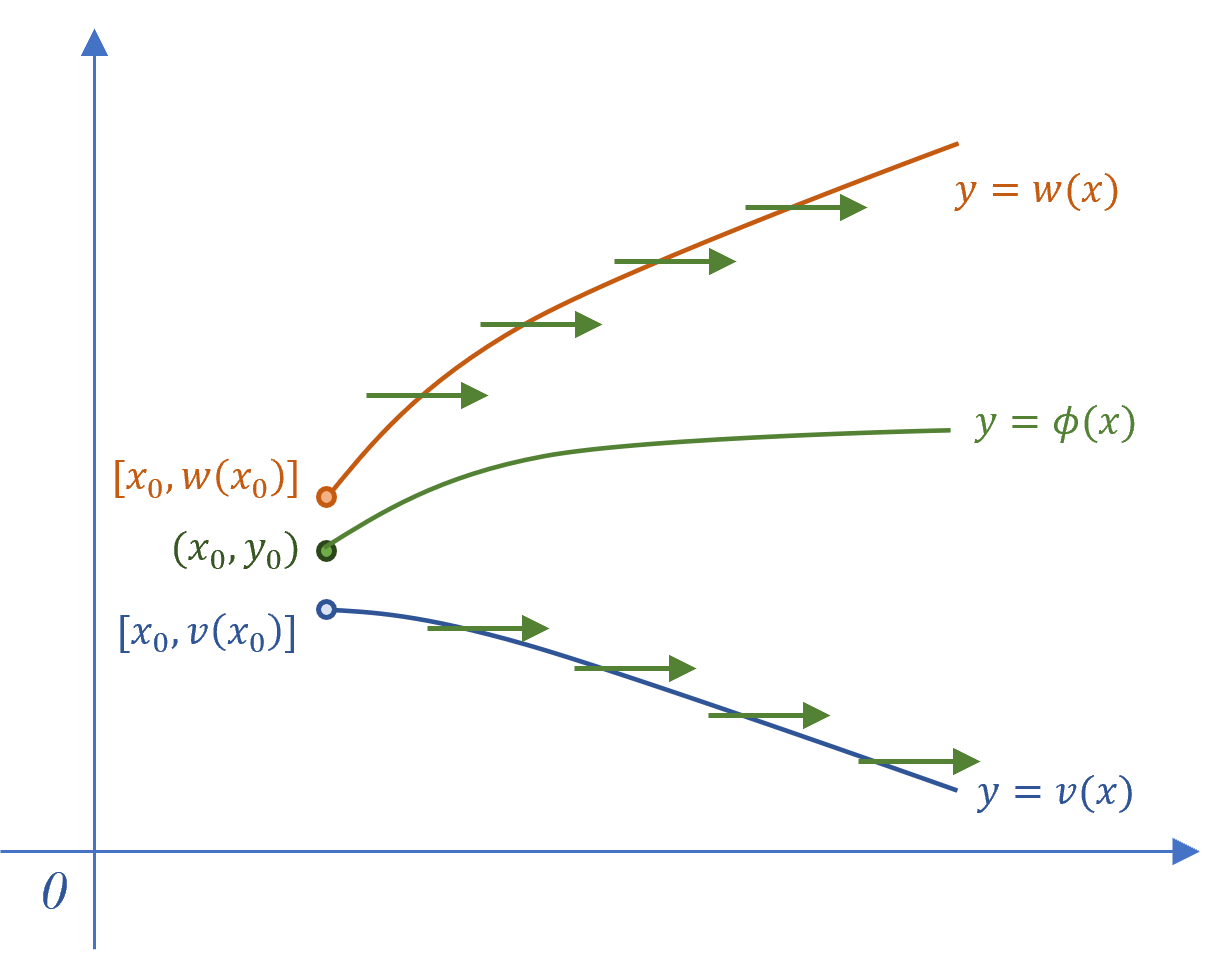 y = w(x)
y = ϕ(x)
[x₀, w(x₀)]
(x₀, y₀)
[x₀, v(x₀)]
y = v(x)
0